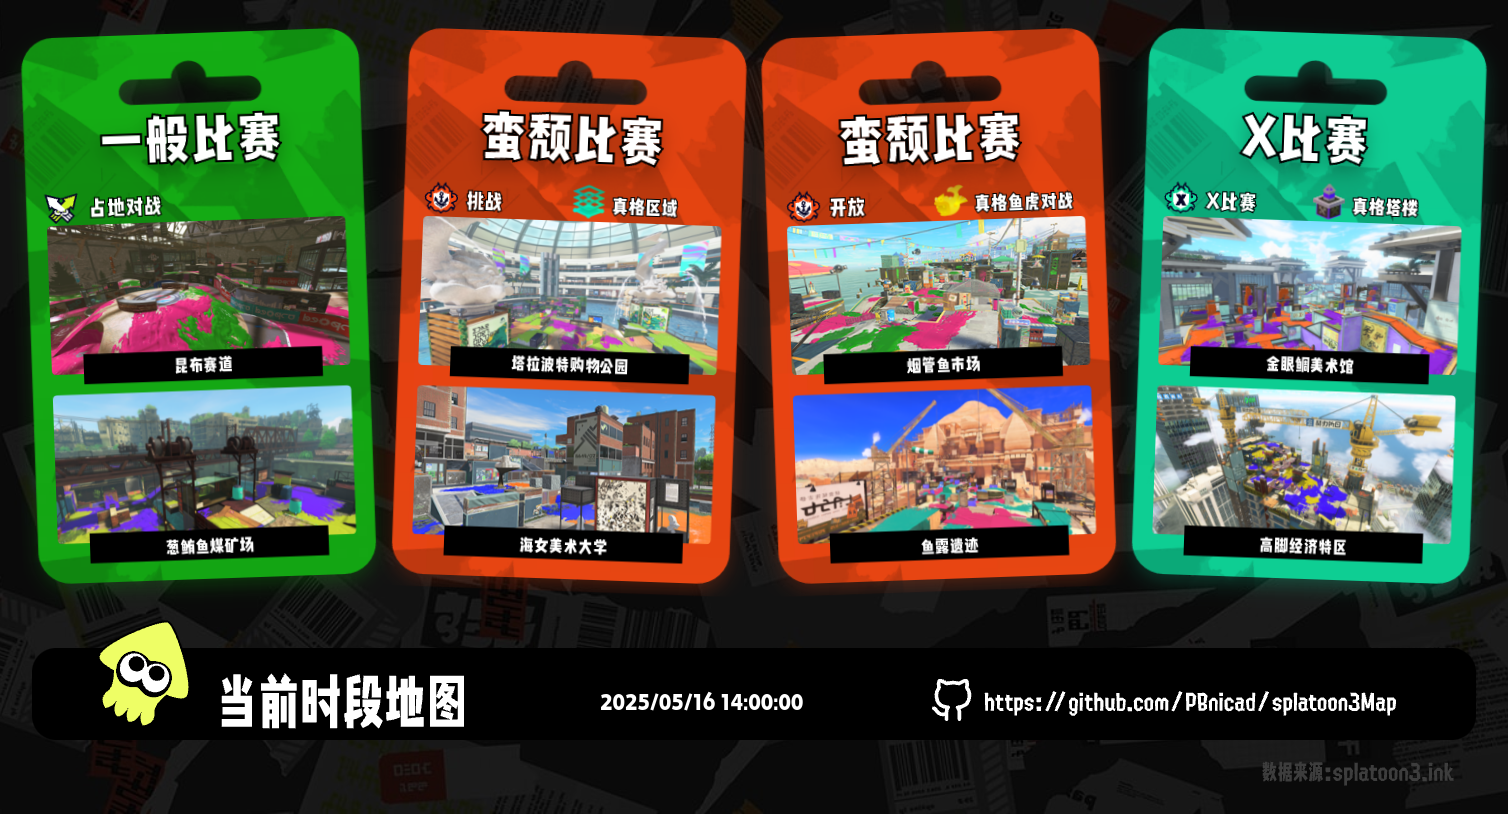 一般比赛
占地对战
昆布赛道
葱鲔鱼煤矿场
蛮颓比赛
挑战
真格区域
塔拉波特购物公园
海女美术大学
蛮颓比赛
开放
真格鱼虎对战
烟管鱼市场
鱼露遗迹
X比赛
X比赛
真格塔楼
金眼鲷美术馆
高脚经济特区
当前时段地图
2025/05/16 14:00:00
https://github.com/PBnicad/splatoon3Map
数据来源:splatoon3.ink